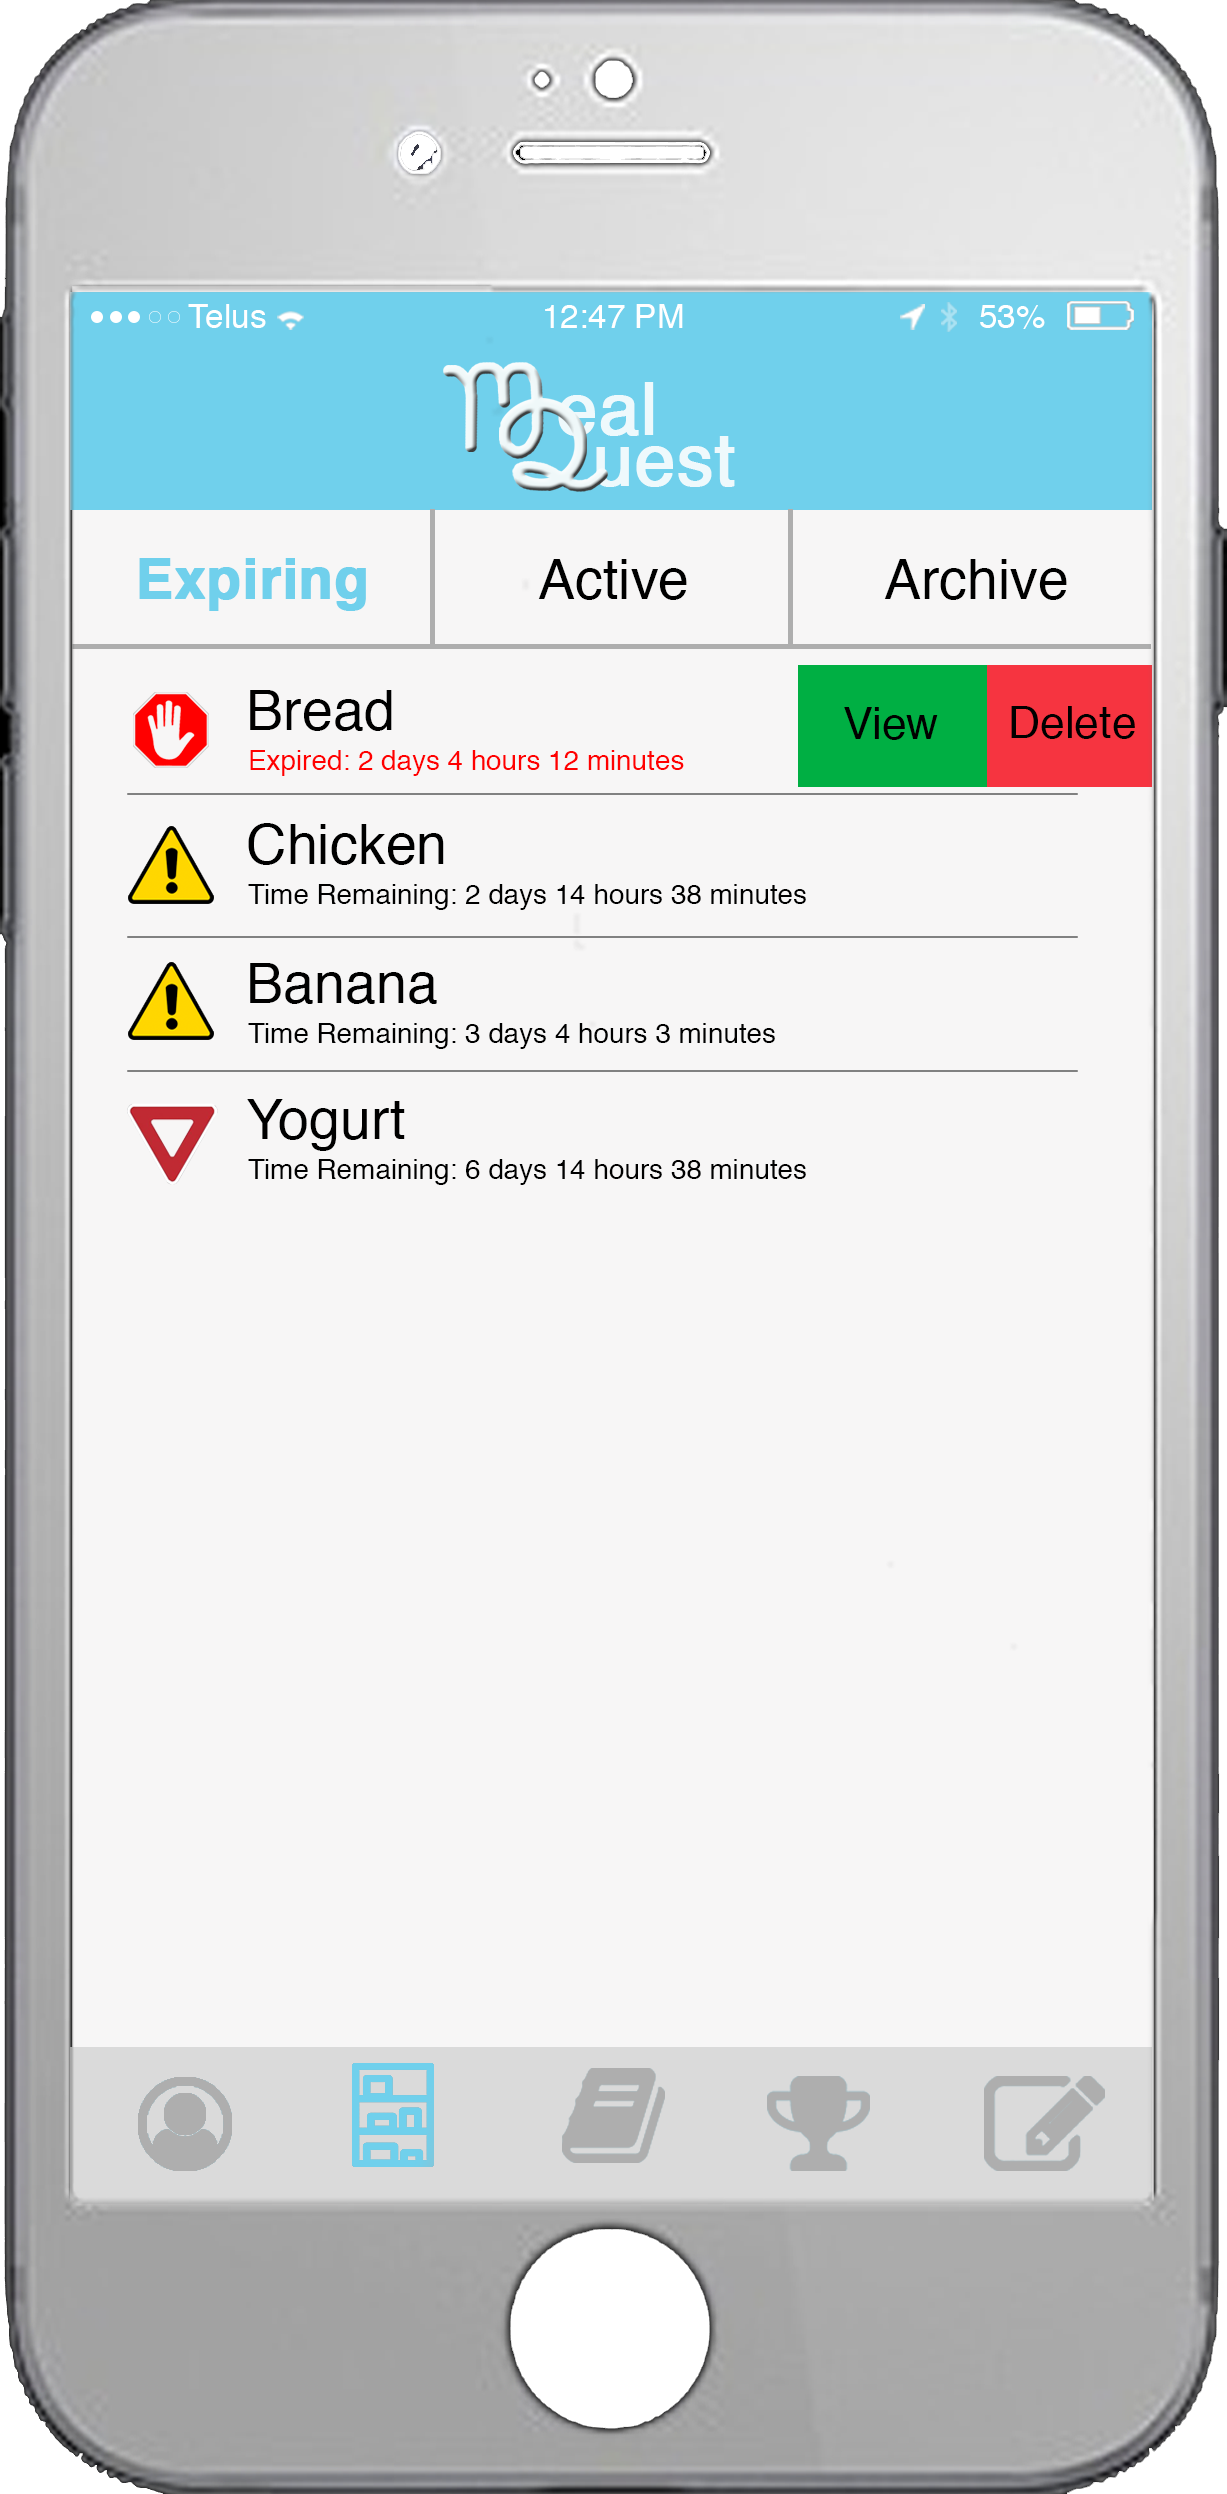 Telus 12:47 PM 53%
Meal
Quest
Expiring Active Archive
Bread
Expired: 2 days 4 hours 12 minutes
View Delete
Chicken
Time Remaining: 2 days 14 hours 38 minutes
Banana
Time Remaining: 3 days 4 hours 3 minutes
Yogurt
Time Remaining: 6 days 14 hours 38 minutes